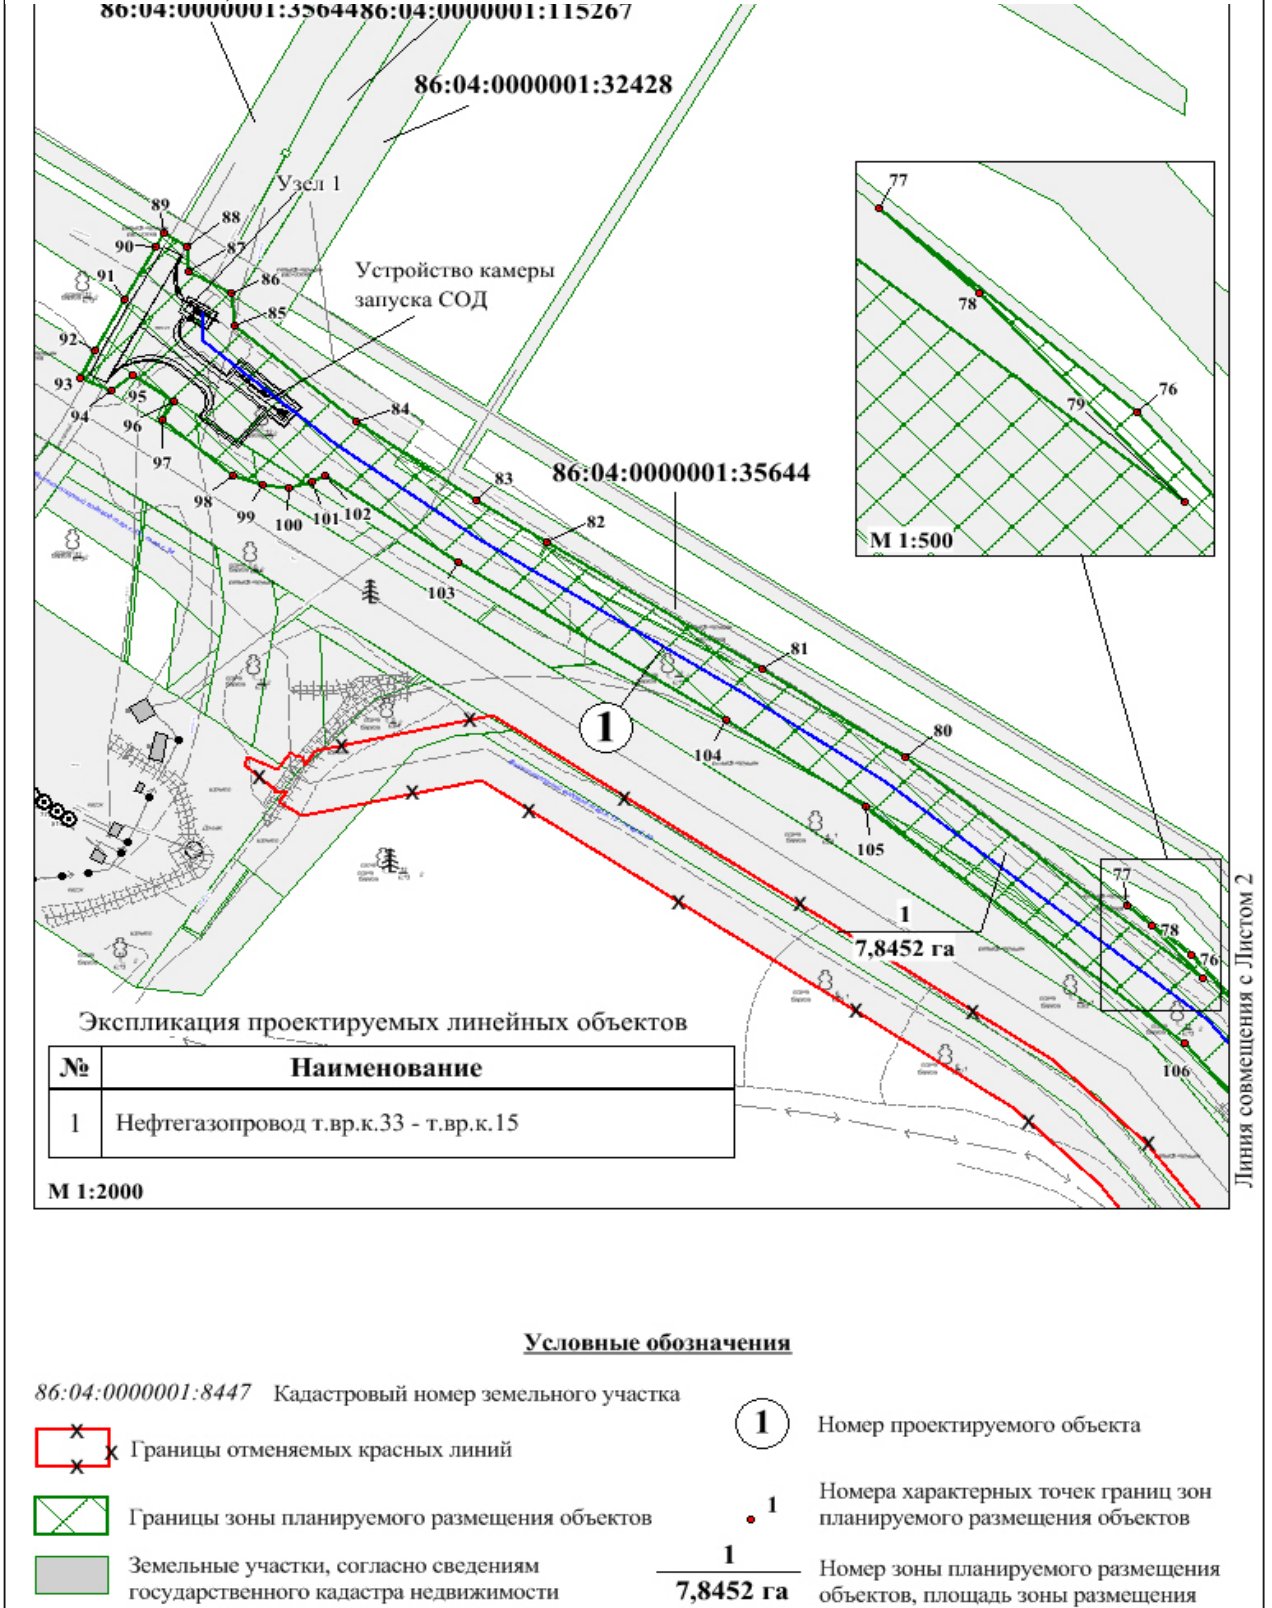 86:04:0000001:35644
86:04:0000001:115267
86:04:0000001:32428
Узел 1
Устройство камеры
запуска СОД
89
88
90
87
86
91
85
92
93
95
94
96
84
97
98
99
100
101
102
83
82
103
86:04:0000001:35644
81
1
104
80
105
77
78
76
79
М 1:500
77
78
76
1
7,8452 га
106
Линия совмещения с Листом 2
Экспликация проектируемых линейных объектов
№ Наименование
1 Нефтегазопровод т.вр.к.33 - т.вр.к.15
М 1:2000
Условные обозначения
86:04:0000001:8447 Кадастровый номер земельного участка
Границы отменяемых красных линий
Границы зоны планируемого размещения объектов
Земельные участки, согласно сведениям
государственного кадастра недвижимости
1 Номер проектируемого объекта
1 Номера характерных точек границ зон
планируемого размещения объектов
1
7,8452 га
Номер зоны планируемого размещения
объектов, площадь зоны размещения